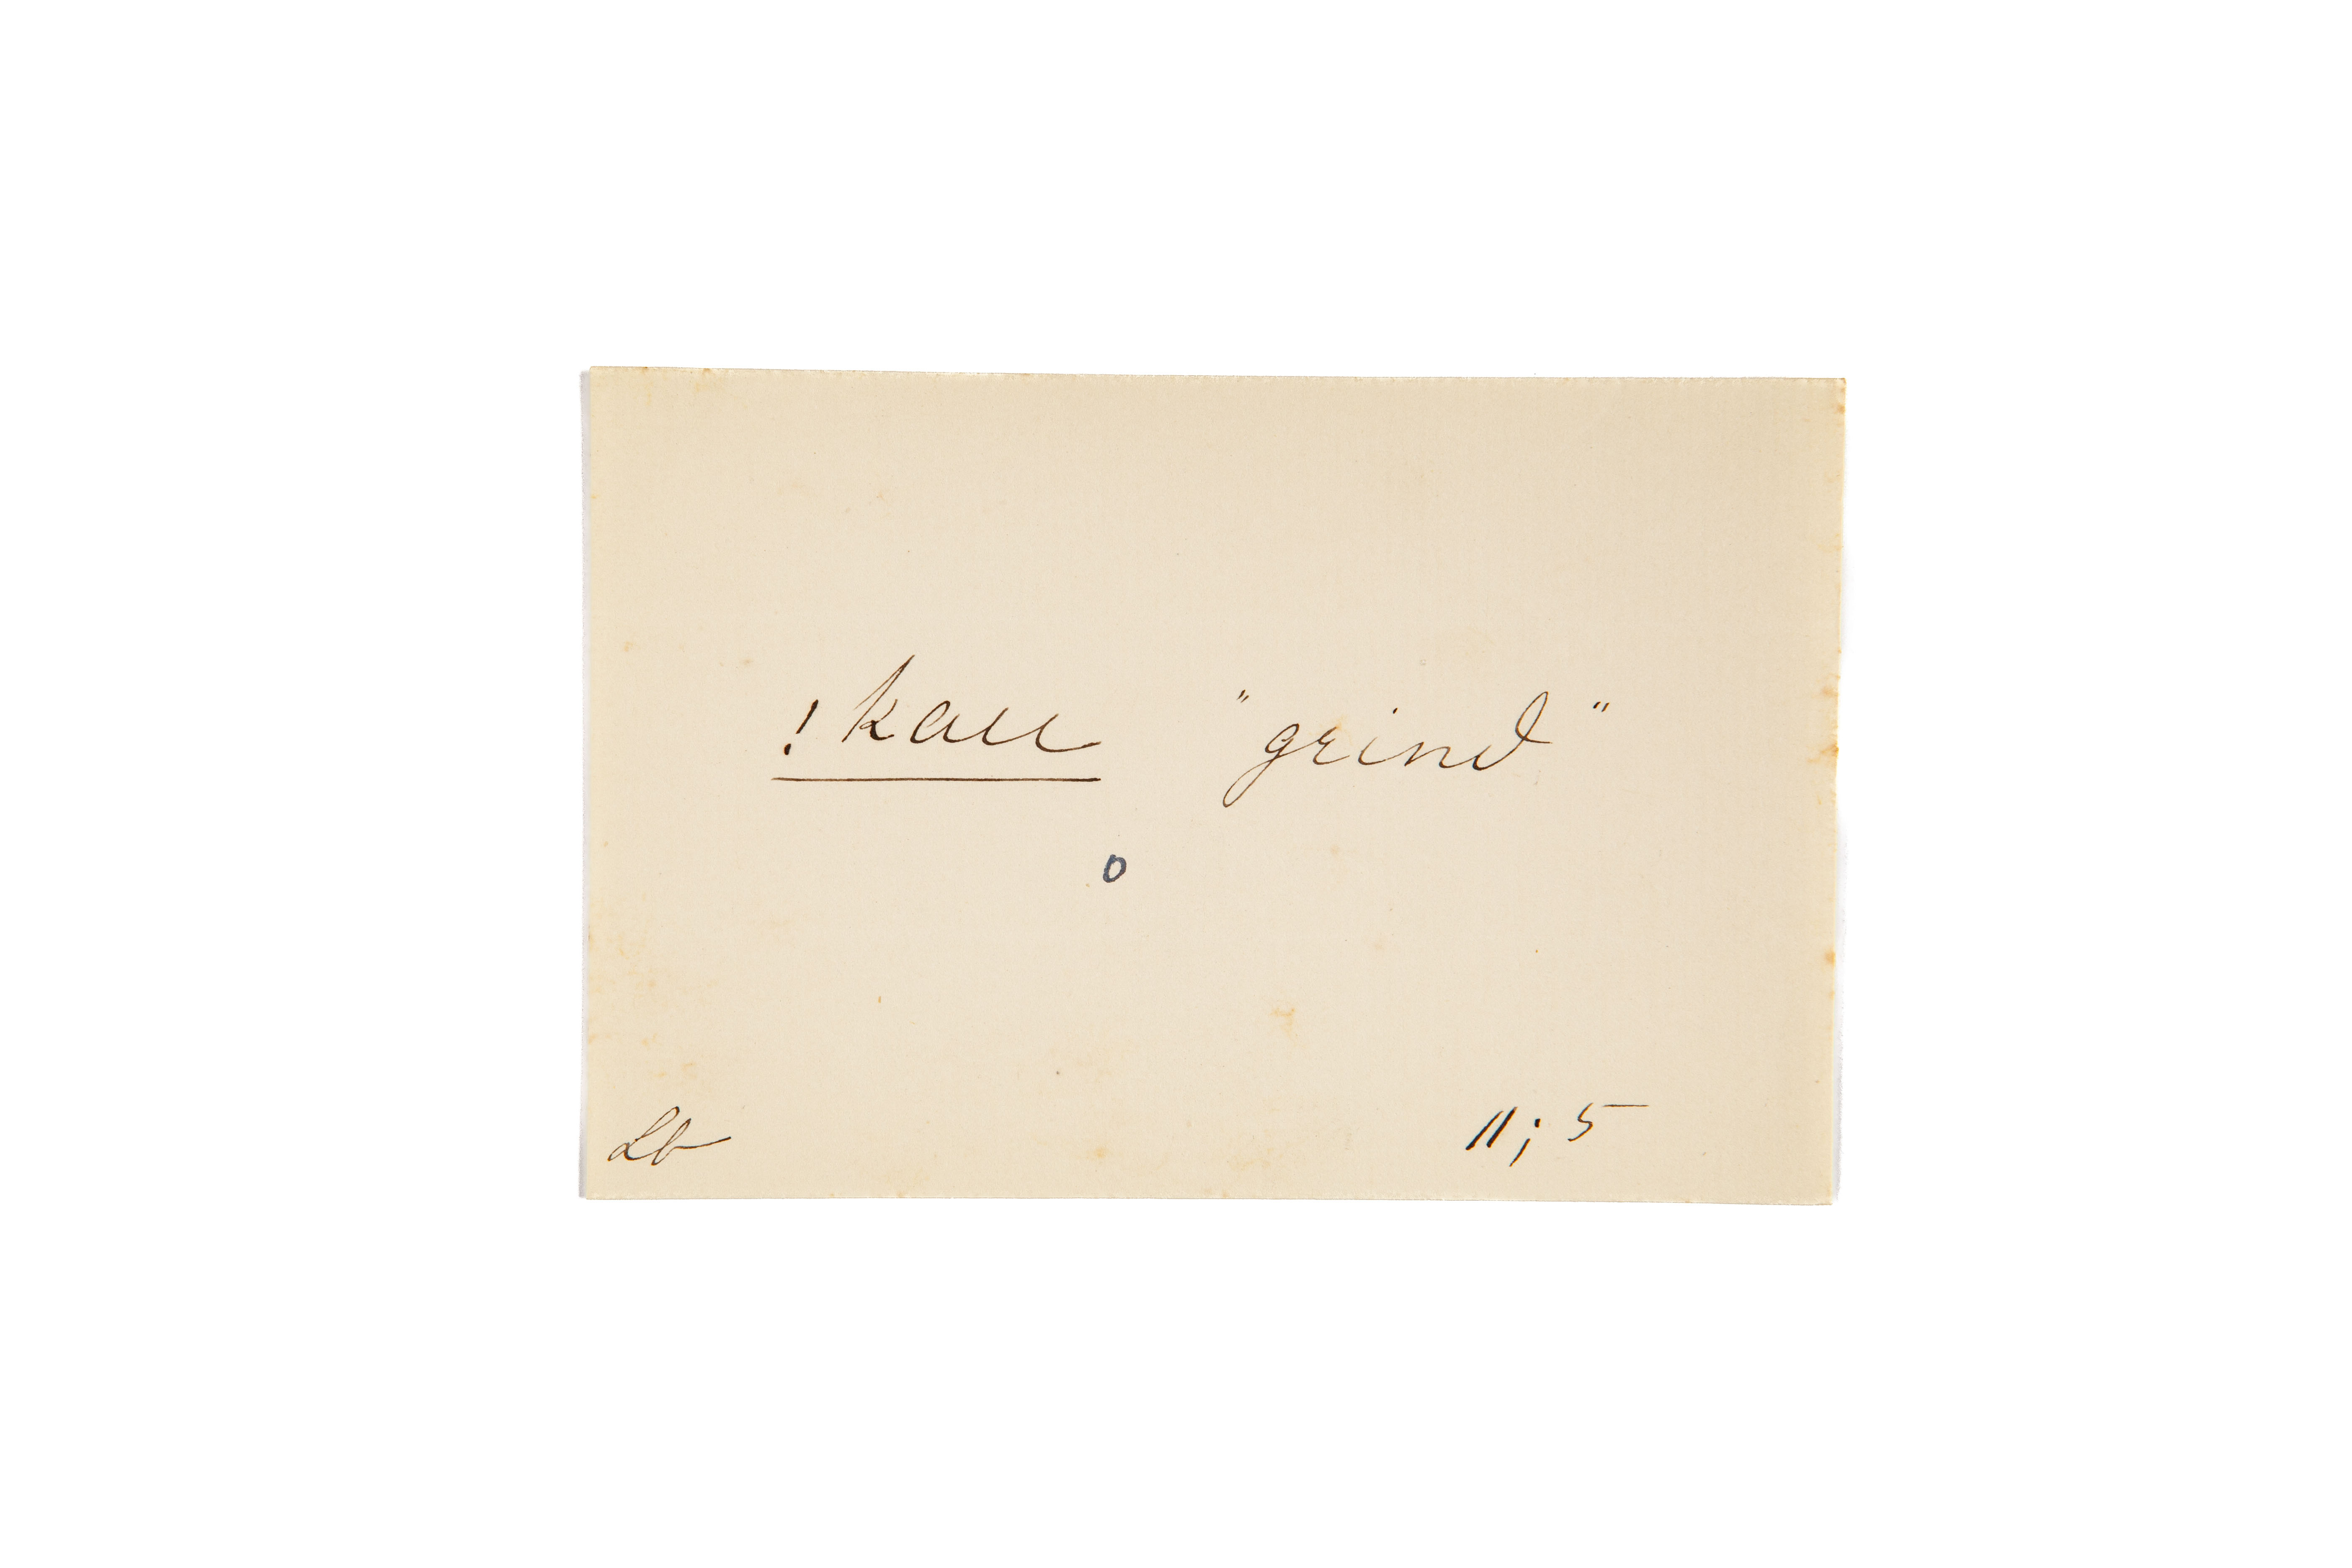 !kau "grind"
o
Lb 11; 5